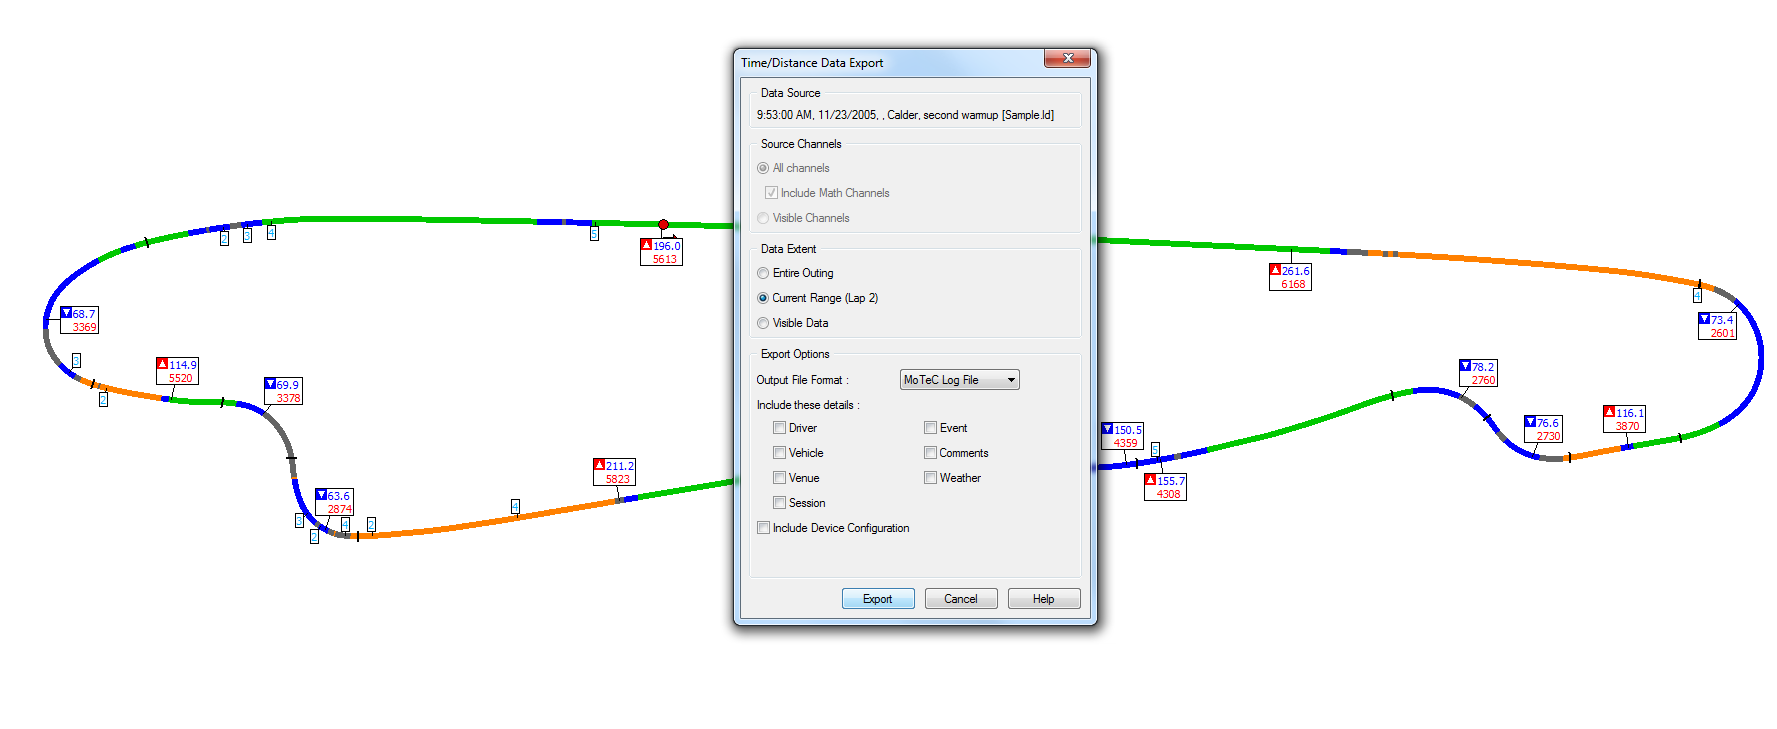 Time/Distance Data Export
Data Source
9:53:00 AM, 11/23/2005, , Calder, second warmup [Sample.ld]
Source Channels
All channels
Include Math Channels
Visible Channels
Data Extent
Entire Outing
Current Range (Lap 2)
Visible Data
Export Options
Output File Format :
MoTeC Log File
Include these details :
Driver
Event
Vehicle
Comments
Venue
Weather
Session
Include Device Configuration
Export
Cancel
Help
2
3
4
5
196.0
5613
68.7
3369
3
2
114.9
5520
69.9
3378
63.6
2874
3
2
4
2
4
211.2
5823
261.6
6168
4
73.4
2601
78.2
2760
76.6
2730
116.1
3870
150.5
4359
5
155.7
4308